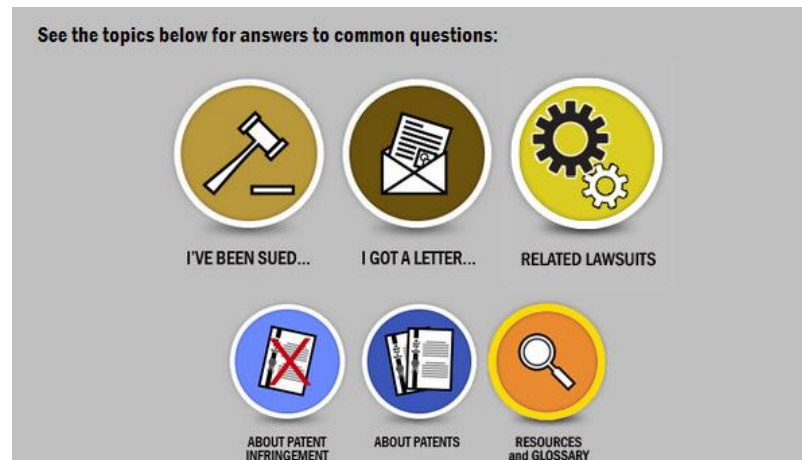 See the topics below for answers to common questions:
I'VE BEEN SUED...
I GOT A LETTER...
RELATED LAWSUITS
ABOUT PATENT
INFRINGEMENT
ABOUT PATENTS
RESOURCES
and GLOSSARY